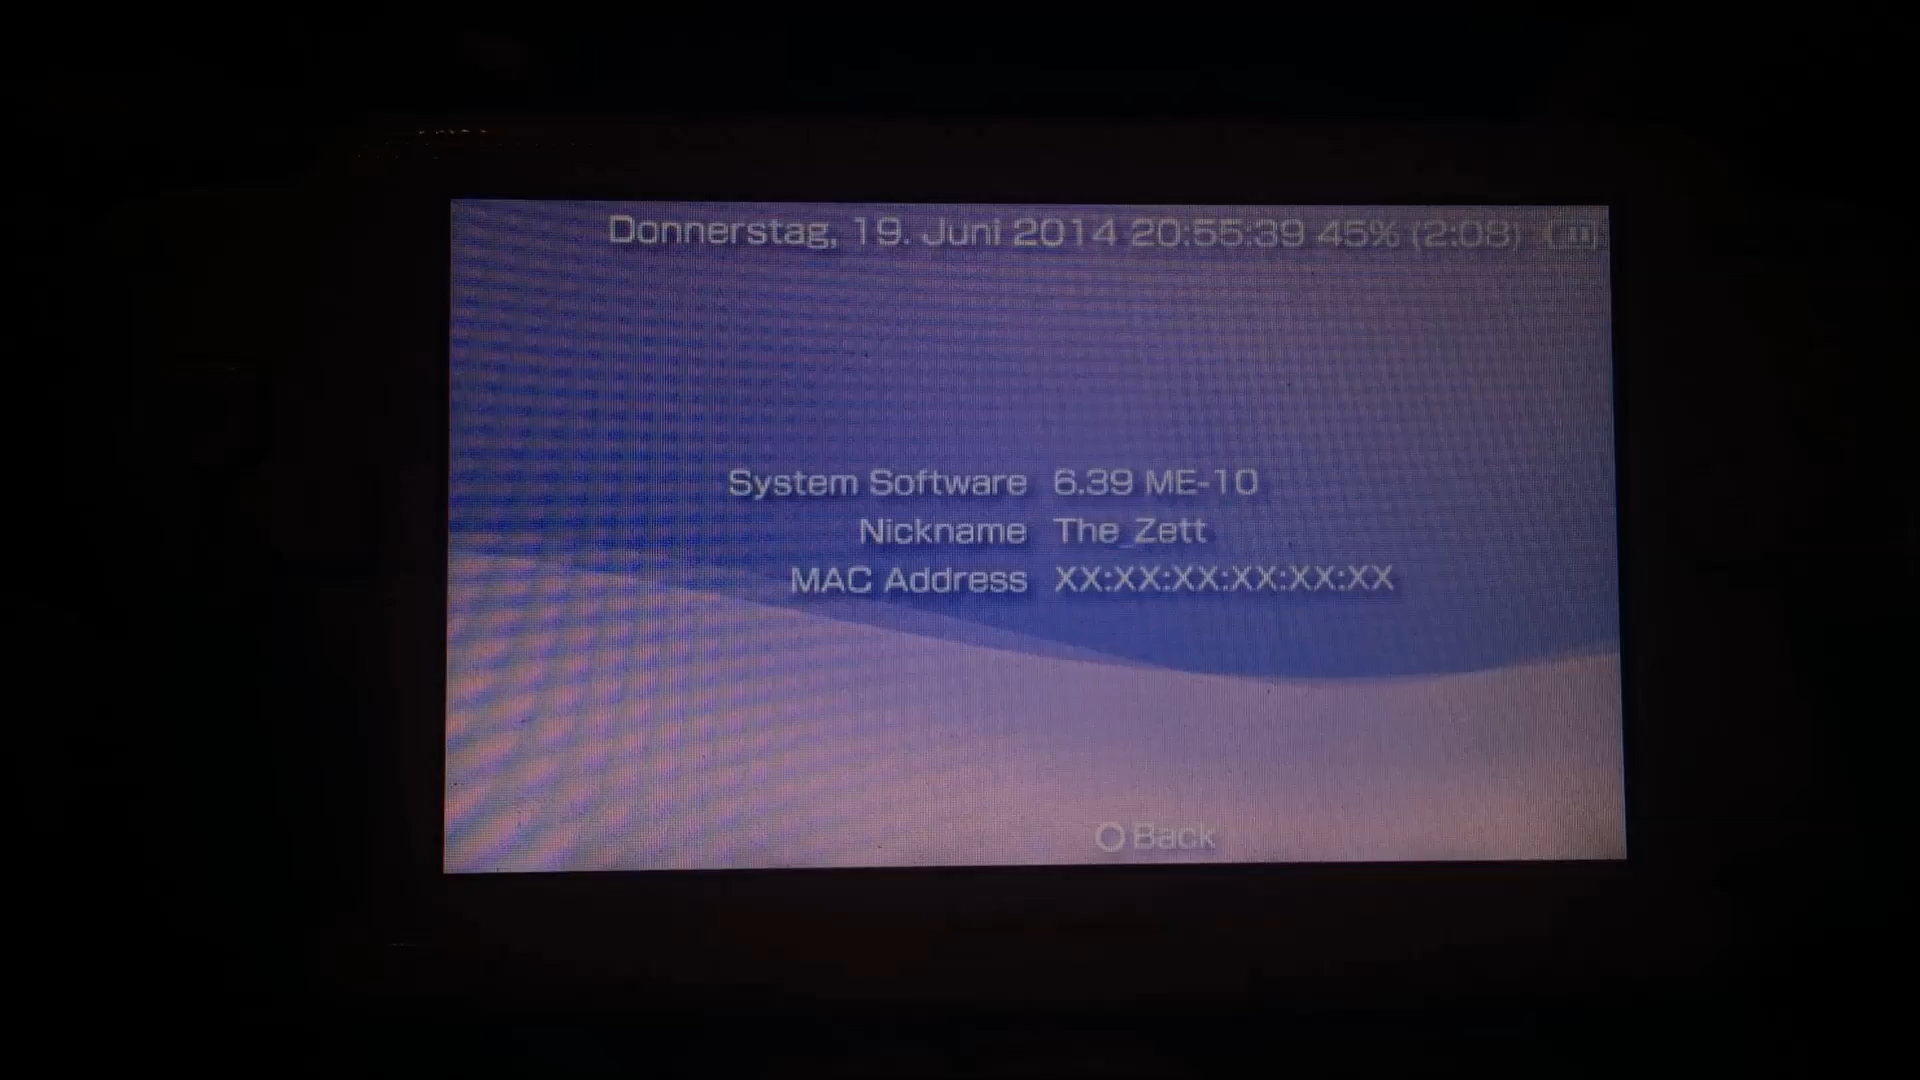 Donnerstag, 19. Juni 2014 20:55:39 45% (2:08)
System Software 6.39 ME-10
Nickname The_Zett
MAC Address XX:XX:XX:XX:XX:XX
Back